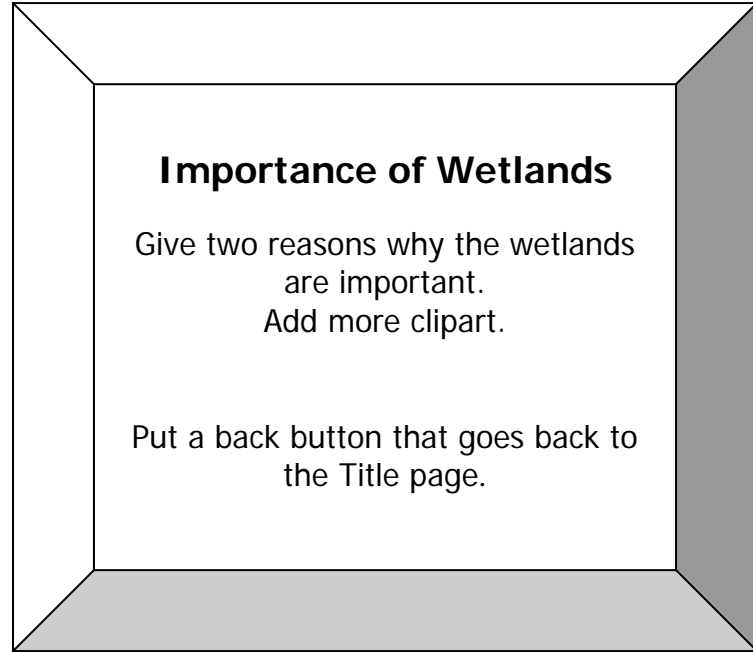 Importance of Wetlands
Give two reasons why the wetlands
are important.
Add more clipart.
Put a back button that goes back to
the Title page.